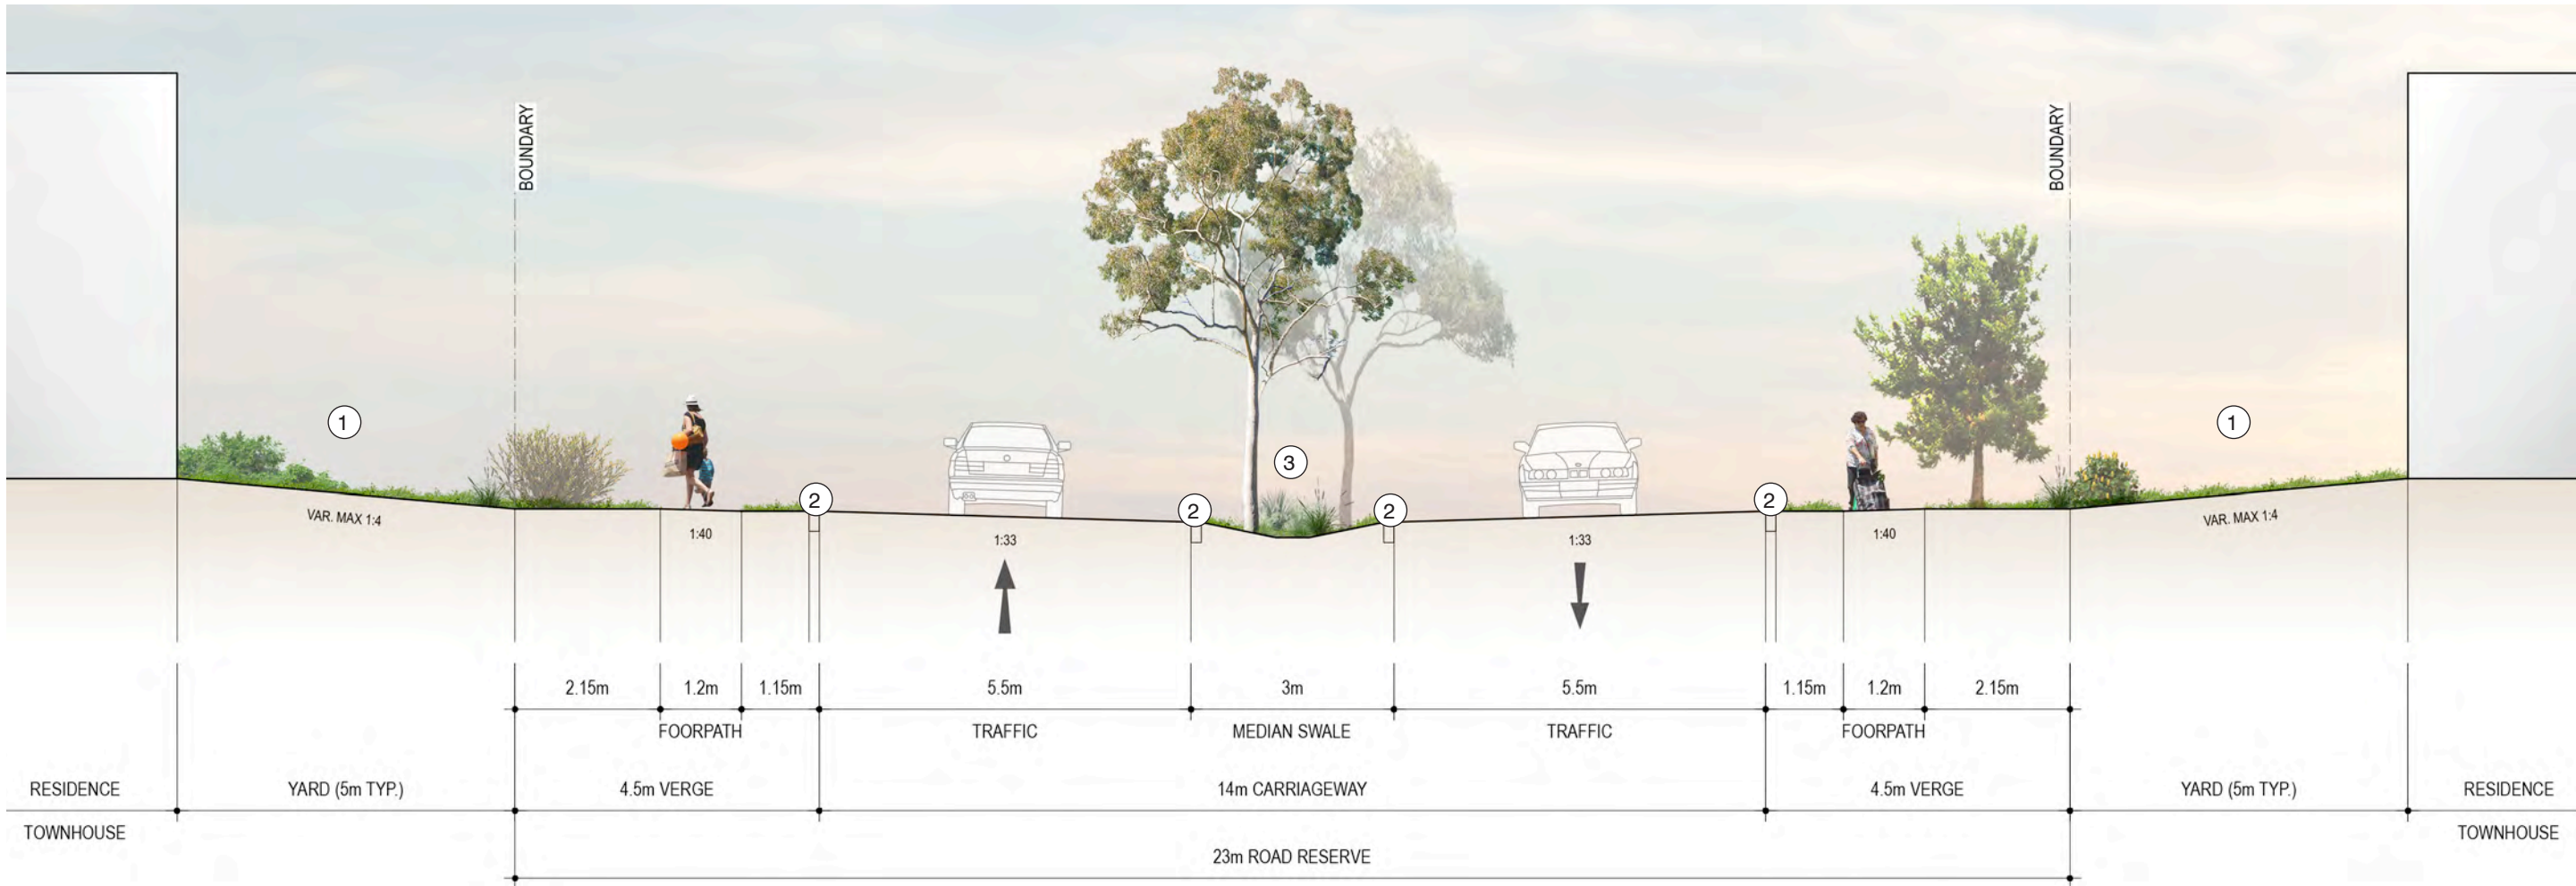 BOUNDARY
BOUNDARY
1
3
1
2
2
2
2
VAR. MAX 1:4
1:40
1:33
1:33
1:40
VAR. MAX 1:4
2.15m
1.2m
1.15m
5.5m
3m
5.5m
1.15m
1.2m
2.15m
FOORPATH
TRAFFIC
MEDIAN SWALE
TRAFFIC
FOORPATH
RESIDENCE
YARD (5m TYP.)
4.5m VERGE
14m CARRIAGEWAY
4.5m VERGE
YARD (5m TYP.)
RESIDENCE
TOWNHOUSE
TOWNHOUSE
23m ROAD RESERVE